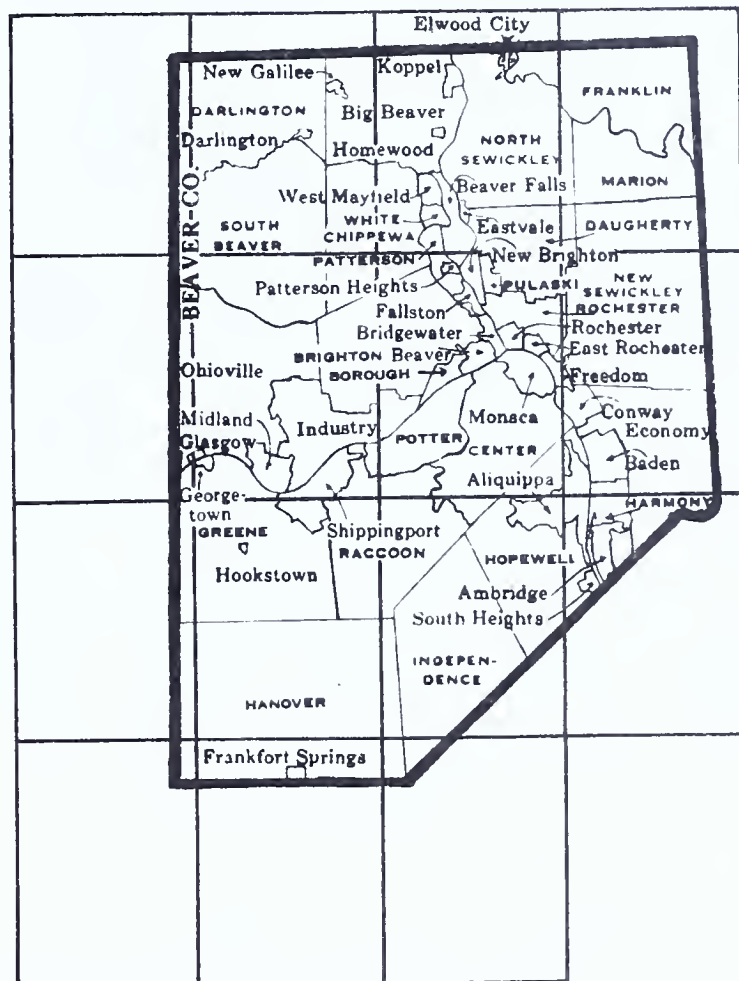 Elwood City
New Galilee
Koppel
FRANKLIN
DARLINGTON
Big Beaver
Darlington
NORTH
SEWICKLEY
Homewood
MARION
West Mayfield
Beaver Falls
WHITE
CHIPPEWA
SOUTH
BEAVER
Eastvale
DAUGHERTY
PATTERSON
New Brighton
Patterson Heights
PULASKI
NEW
SEWICKLEY
BEAVER-CO.
Fallston
ROCHESTER
Bridgewater
Rochester
BRIGHTON Beaver
East Rocheater
BOROUGH
Ohioville
Freedom
Midland
Monaca
Conway
Glasgow
Industry
POTTER
CENTER
Economy
Baden
Aliquippa
George-
town
HARMONY
GREENE
Shippingport
RACCOON
HOPEWELL
Hookstown
Ambridge
South Heights
INDEPEN-
DENCE
HANOVER
Frankfort Springs